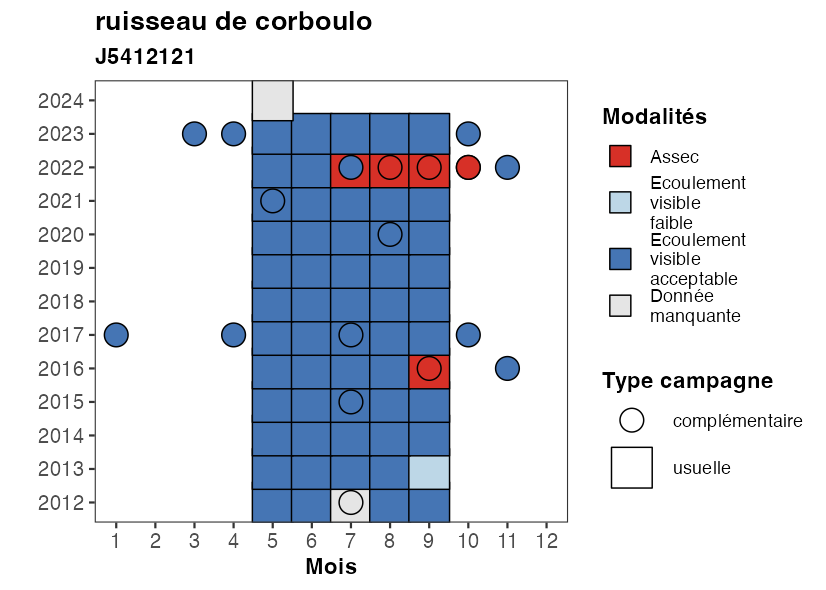 ruisseau de corboulo
J5412121
2024
2023
2022
2021
2020
2019
2018
2017
2016
2015
2014
2013
2012
1 2 3 4 5 6 7 8 9 10 11 12
Mois
Modalités
Assec
Ecoulement
visible
faible
Ecoulement
visible
acceptable
Donnée
manquante
Type campagne
complémentaire
usuelle